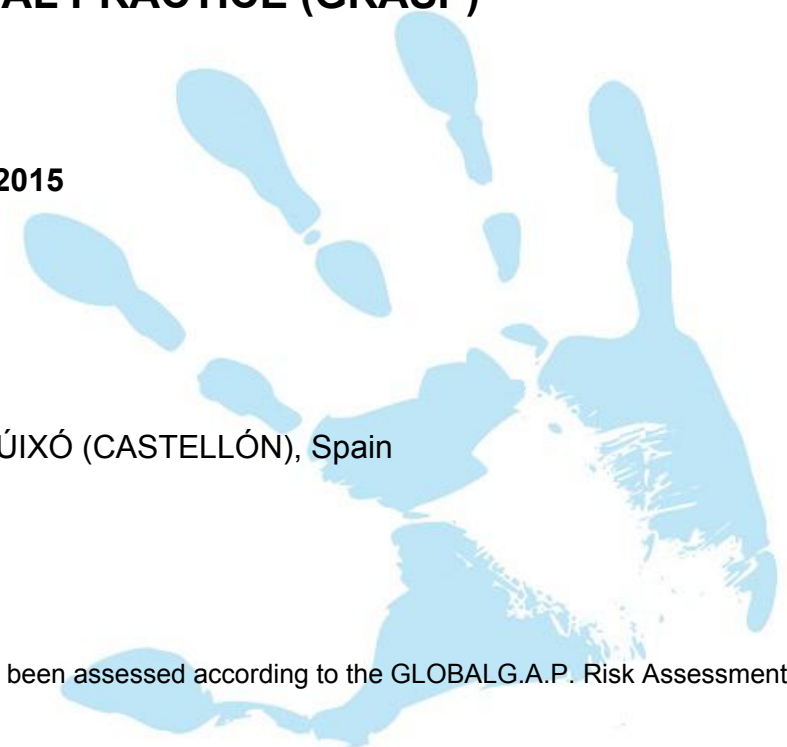 AL PRACTICE (GRASP)
2015
ÚIXÓ (CASTELLÓN), Spain
been assessed according to the GLOBALG.A.P. Risk Assessment